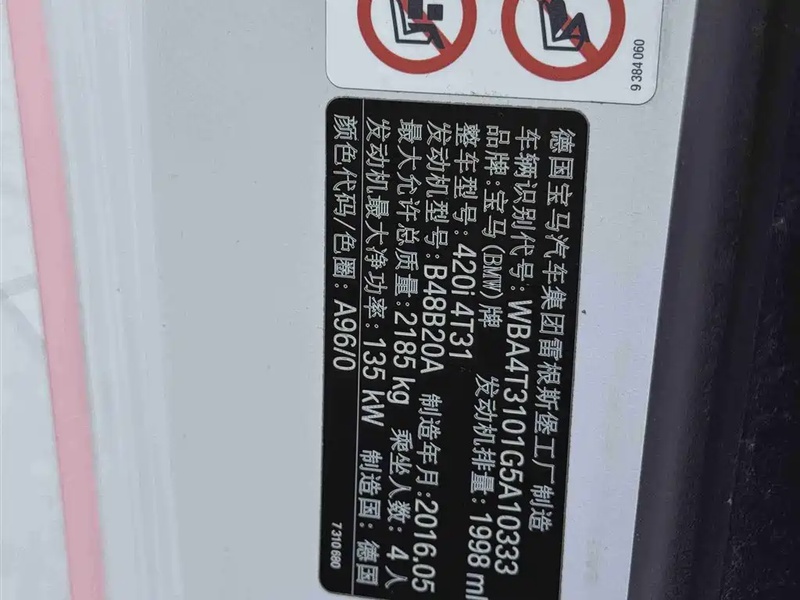 9 384 060
德国宝马汽车集团雷根斯堡工厂制造
车辆识别代号: WBA4T3101G5A10333
品牌: 宝马(BMW)牌 发动机排量: 1998 ml
整车型号: 420i 4T31
发动机型号: B48B20A 制造年月: 2016.05
最大允许总质量: 2185 kg 乘坐人数: 4 人
发动机最大净功率: 135 kW 制造国: 德国
颜色代码/色圈: A96/0
7 310 680